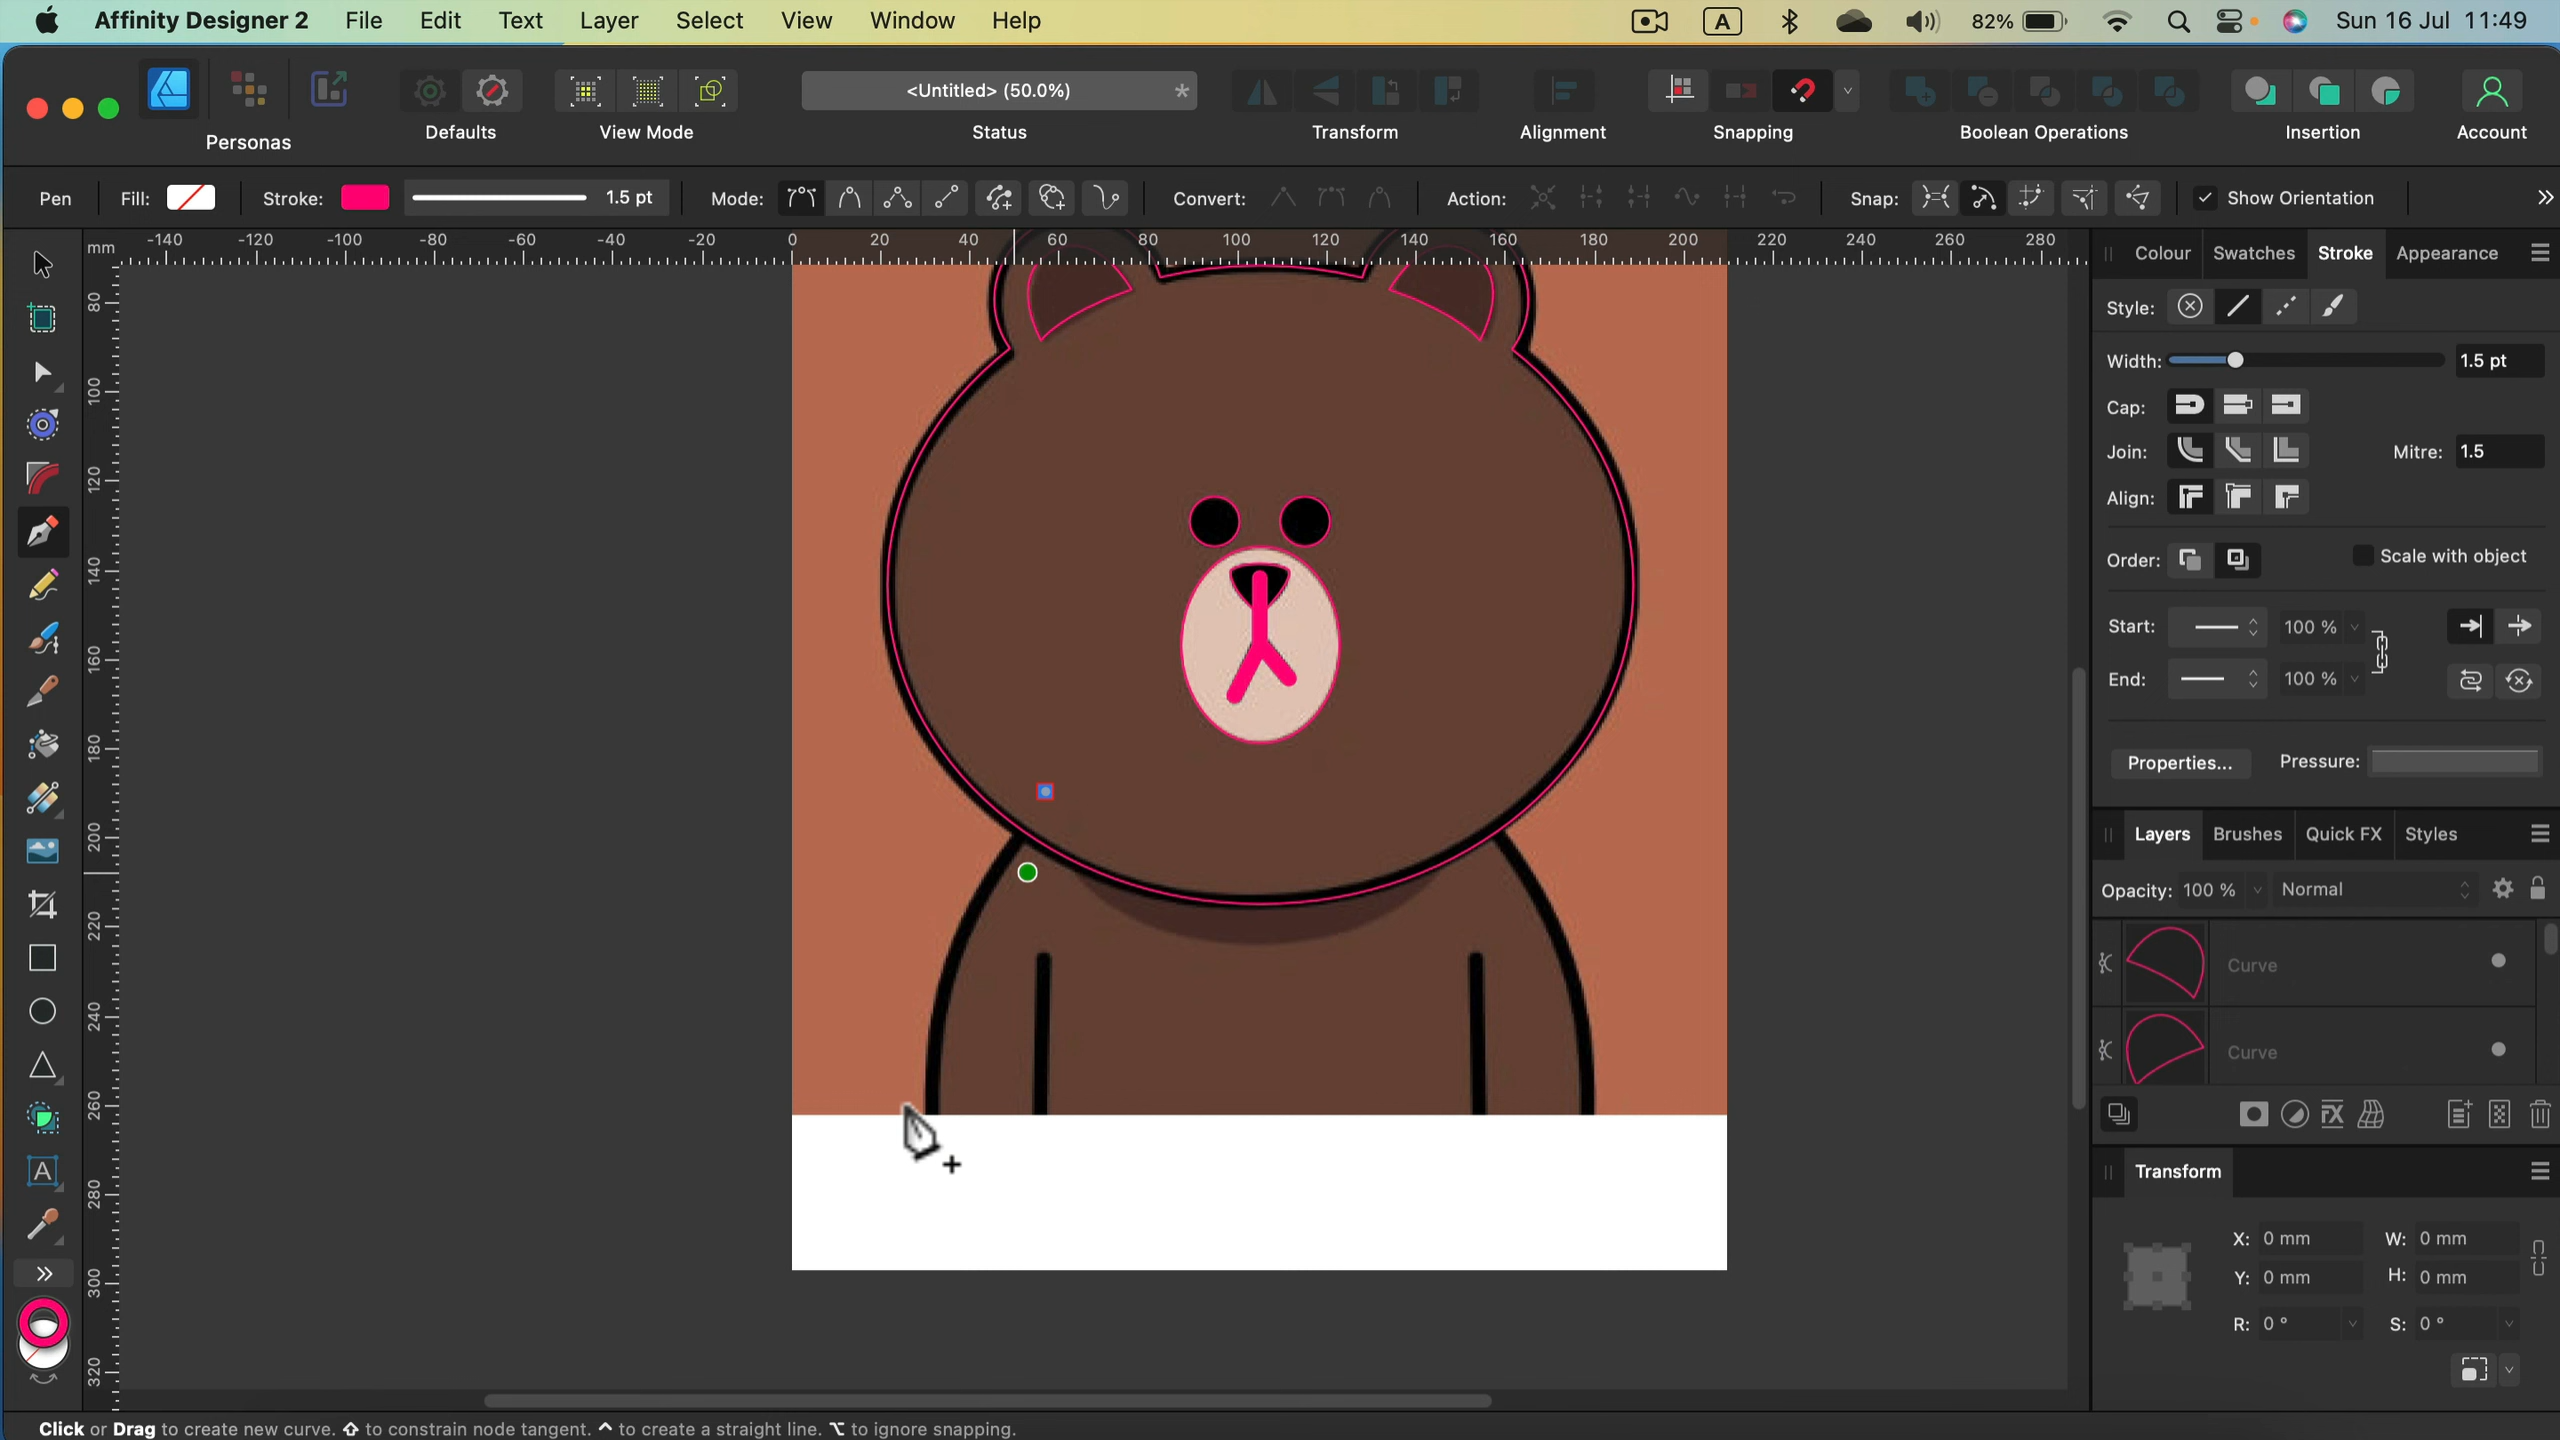 Affinity Designer 2 File Edit Text Layer Select View Window Help A 82% Sun 16 Jul 11:49
<Untitled> (50.0%) *
Personas Defaults View Mode Status Transform Alignment Snapping Boolean Operations Insertion Account
Pen Fill: Stroke: 1.5 pt Mode: Convert: Action: Snap: Show Orientation
mm -140 -120 -100 -80 -60 -40 -20 0 20 40 60 80 100 120 140 160 180 200 220 240 260 280
80
100
120
140
160
180
200
220
240
260
280
300
320
A
Colour Swatches Stroke Appearance
Style:
Width: 1.5 pt
Cap:
Join: Mitre: 1.5
Align:
Order: Scale with object
Start: 100 %
End: 100 %
Properties... Pressure:
Layers Brushes Quick FX Styles
Opacity: 100 % Normal
Curve
Curve
FX
Transform
X: 0 mm W: 0 mm
Y: 0 mm H: 0 mm
R: 0 ° S: 0 °
Click or Drag to create new curve. ⇧ to constrain node tangent. ^ to create a straight line. ⌥ to ignore snapping.